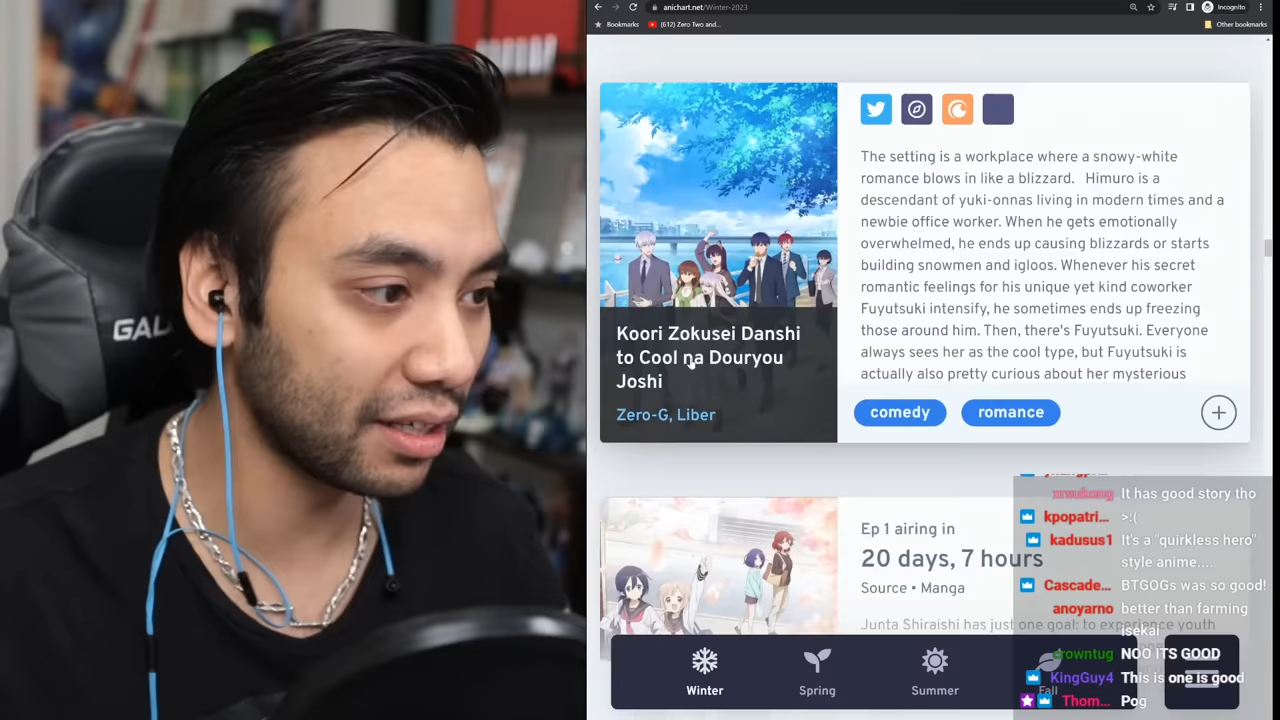 anichart.net/Winter-2023
Incognito
Bookmarks
(612) Zero Two and...
Other bookmarks
GAL
The setting is a workplace where a snowy-white
romance blows in like a blizzard. Himuro is a
descendant of yuki-onnas living in modern times and a
newbie office worker. When he gets emotionally
overwhelmed, he ends up causing blizzards or starts
building snowmen and igloos. Whenever his secret
romantic feelings for his unique yet kind coworker
Fuyutsuki intensify, he sometimes ends up freezing
those around him. Then, there's Fuyutsuki. Everyone
always sees her as the cool type, but Fuyutsuki is
actually also pretty curious about her mysterious
Koori Zokusei Danshi
to Cool na Douryou
Joshi
Zero-G, Liber
comedy
romance
Ep 1 airing in
20 days, 7 hours
Source • Manga
Junta Shiraishi has just one goal: to experience youth
Winter
Spring
Summer
Fall
It has good story tho
kpopatri... >:(
kadusus1 It's a "quirkless hero"
style anime....
Cascade... BTGOGs was so good!
anoyarno better than farming
isekai
crowntug NOO iTS GOOD
KingGuy4 This is one is good
Thom... Pog